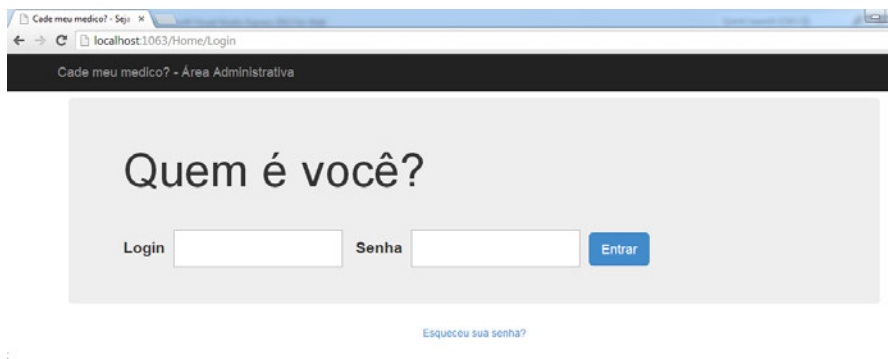 Cade meu medico? - Seja
localhost:1063/Home/Login
Cade meu medico? - Área Administrativa
Quem é você?
Login
Senha
Entrar
Esqueceu sua senha?